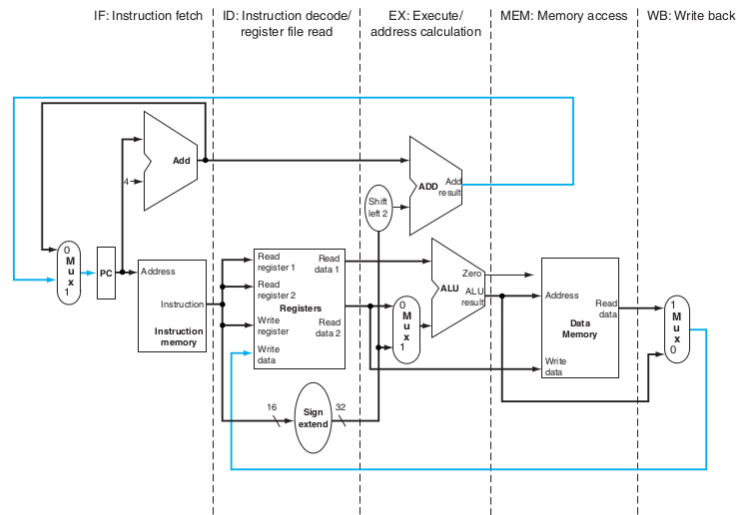 IF: Instruction fetch
ID: Instruction decode/
register file read
EX: Execute/
address calculation
MEM: Memory access
WB: Write back
Add
4
ADD
Add
result
Shift
left 2
0
M
u
x
1
PC
Address
Instruction
Instruction
memory
Read
register 1
Read
register 2
Write
register
Write
data
Registers
Read
data 1
Read
data 2
16
Sign
extend
32
0
M
u
x
1
Zero
ALU
ALU
result
Address
Read
data
Data
Memory
Write
data
1
M
u
x
0